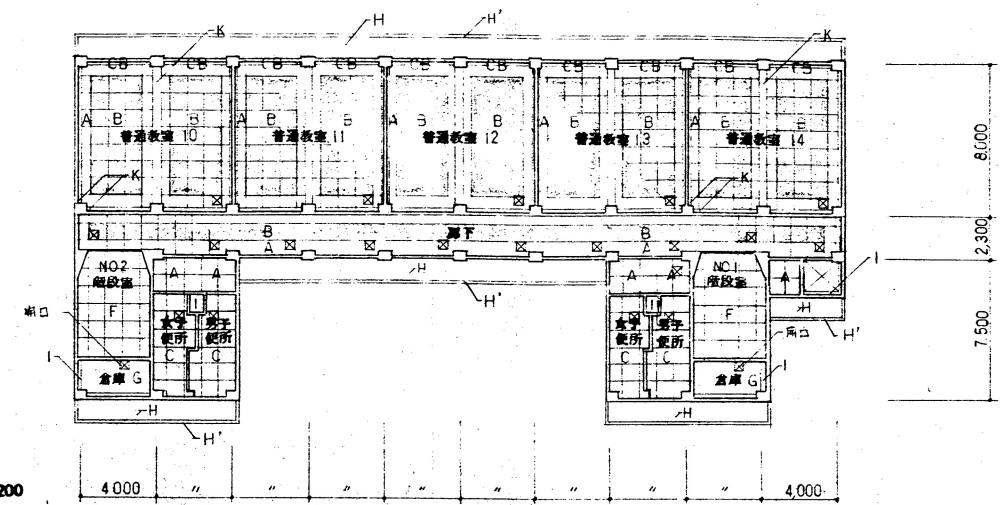 H H'
K K
CB CB CB CB CB CB CB CB CB CB
A B B A B B A B B A B B A B B
普通教室 10 普通教室 11 普通教室 12 普通教室 13 普通教室 14
K K
8,000
B 廊下 B
A A
2,300
NO2
階段室
A A
H
H'
A A
NO1
階段室
A
I
H
H'
F
女子
便所
男子
便所
C C
女子
便所
男子
便所
C C
F
7,500
I
倉庫 G
倉庫 G
I
H
H'
H
200
4000 〃 〃 〃 〃 〃 〃 〃 〃 4,000